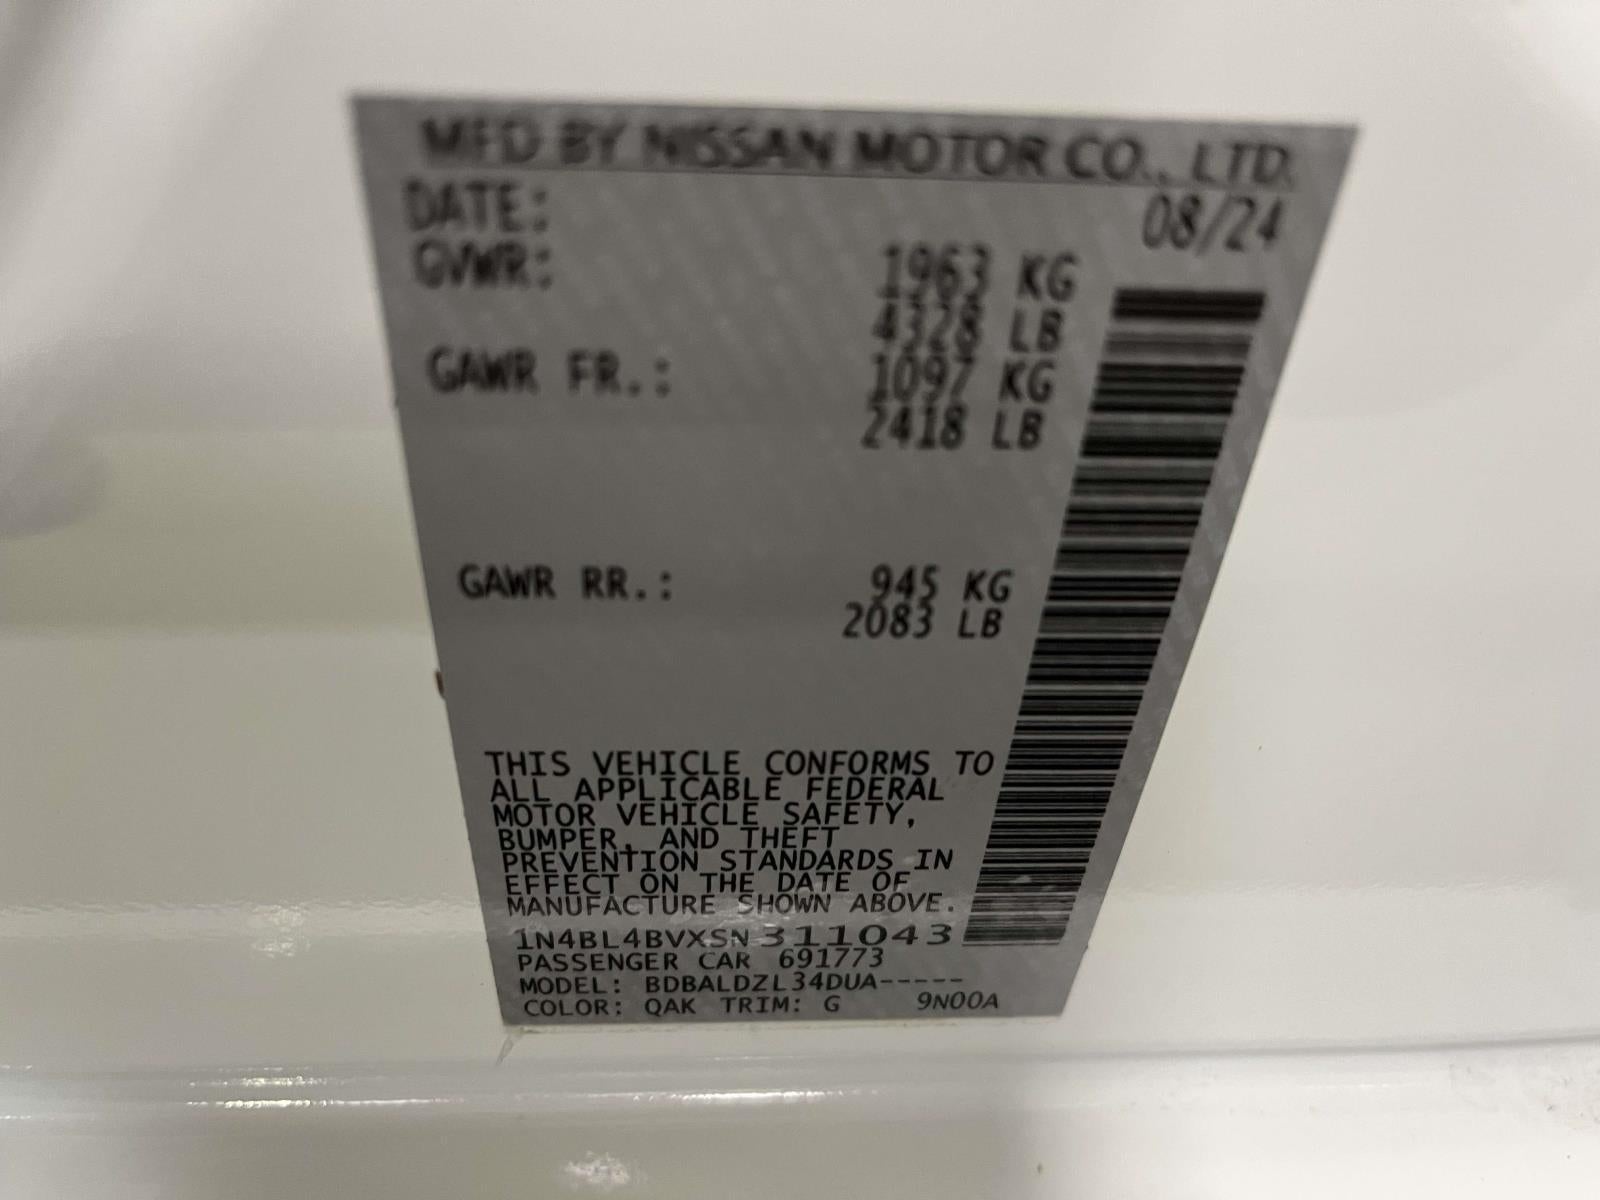 MFD BY NISSAN MOTOR CO., LTD.
DATE: 08/24
GVWR: 1963 KG
4328 LB
GAWR FR.: 1097 KG
2418 LB
GAWR RR.: 945 KG
2083 LB
THIS VEHICLE CONFORMS TO
ALL APPLICABLE FEDERAL
MOTOR VEHICLE SAFETY,
BUMPER, AND THEFT
PREVENTION STANDARDS IN
EFFECT ON THE DATE OF
MANUFACTURE SHOWN ABOVE.
1N4BL4BVXSN311043
PASSENGER CAR 691773
MODEL: BDBALDZL34DUA-----
COLOR: QAK TRIM: G 9N00A